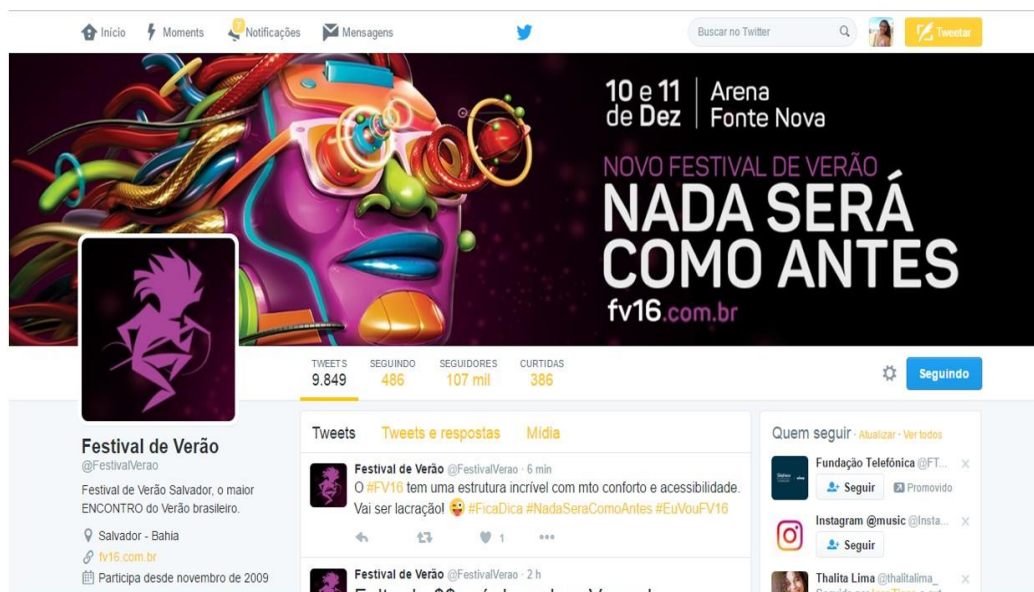 Início Moments 7 Notificações Mensagens Buscar no Twitter Tweetar
10 e 11 Arena
de Dez Fonte Nova
NOVO FESTIVAL DE VERÃO
NADA SERÁ
COMO ANTES
fv16.com.br
TWEETS SEGUINDO SEGUIDORES CURTIDAS
9.849 486 107 mil 386
Seguindo
Festival de Verão
@FestivalVerao
Festival de Verão Salvador, o maior
ENCONTRO do Verão brasileiro.
Salvador - Bahia
fv16.com.br
Participa desde novembro de 2009
Tweets Tweets e respostas Mídia
Festival de Verão @FestivalVerao · 6 min
O #FV16 tem uma estrutura incrível com mto conforto e acessibilidade.
Vai ser lacração! 😜 #FicaDica #NadaSeraComoAntes #EuVouFV16
1
Festival de Verão @FestivalVerao · 2 h
Quem seguir · Atualizar · Ver todos
Fundação Telefônica @FT...
Seguir Promovido
Instagram @music @Insta...
Seguir
Thalita Lima @thalitalima_